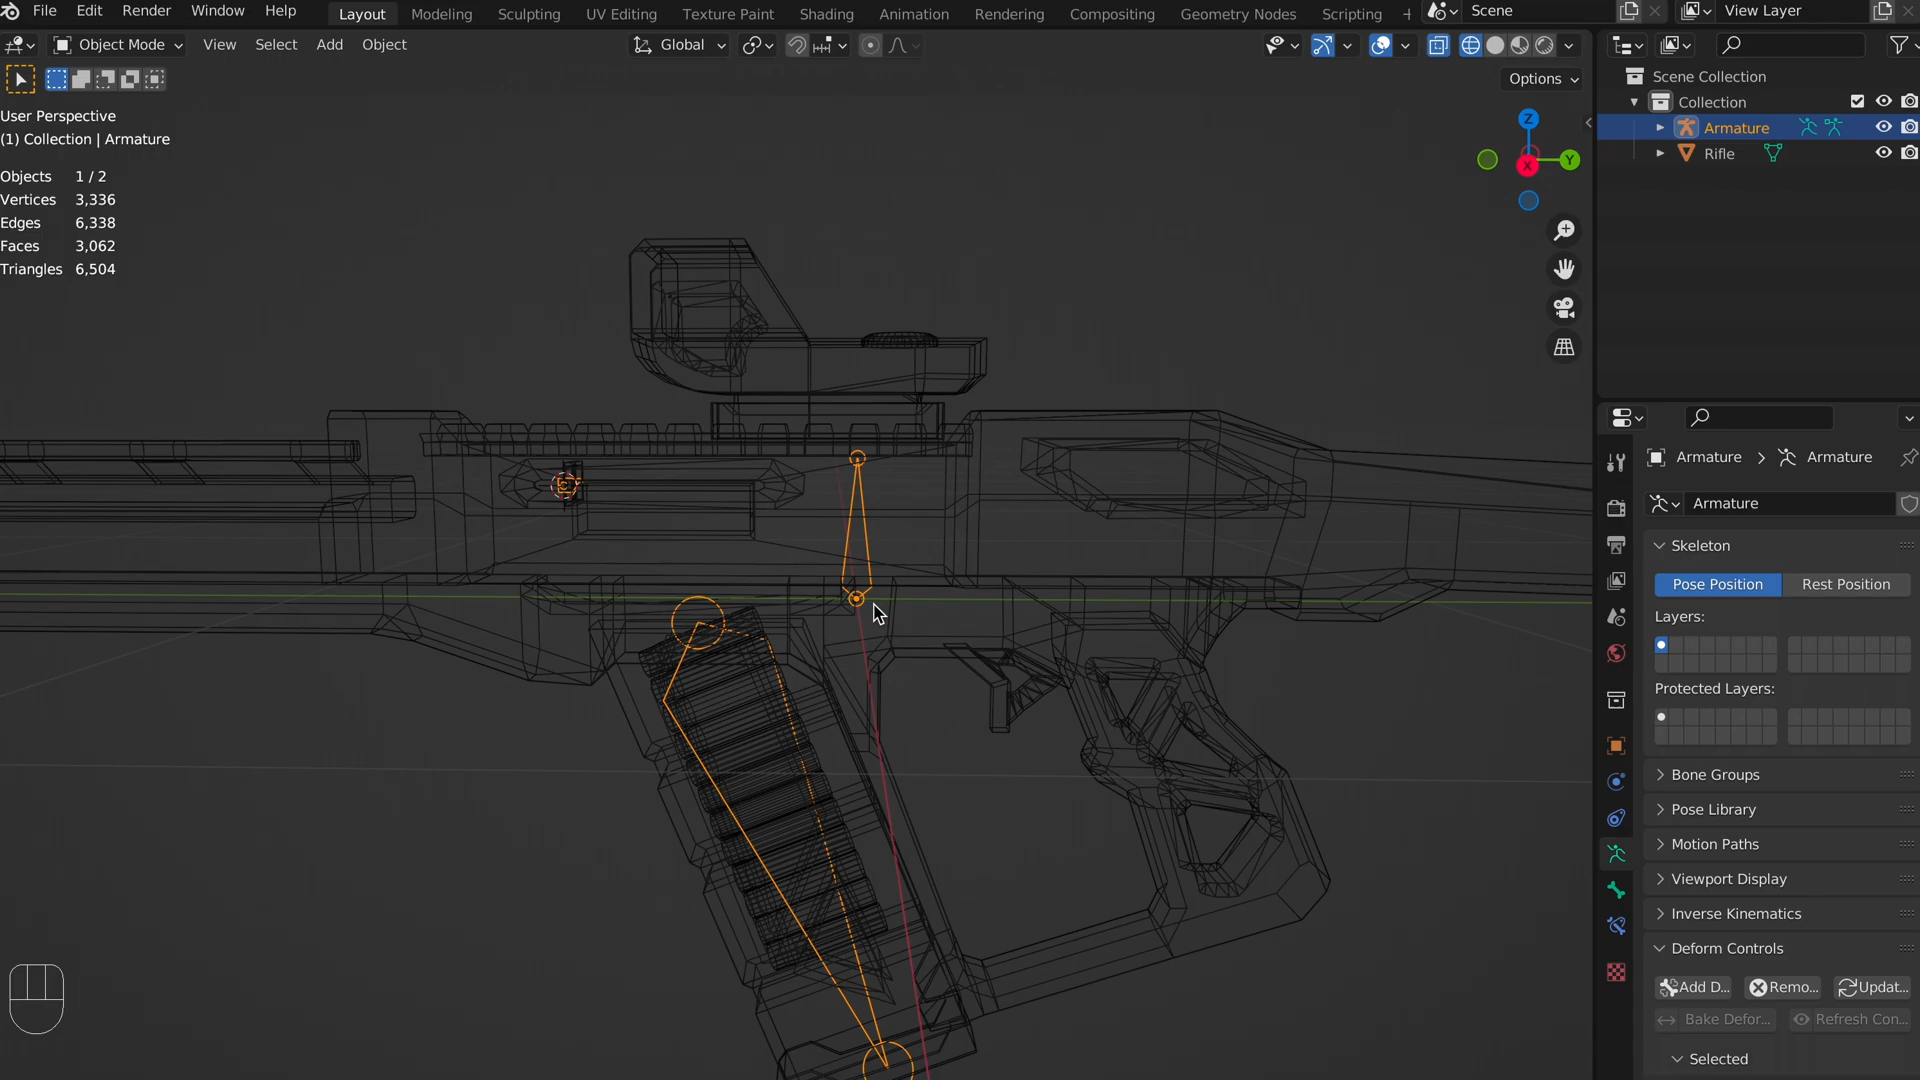 File Edit Render Window Help Layout Modeling Sculpting UV Editing Texture Paint Shading Animation Rendering Compositing Geometry Nodes Scripting + Scene View Layer
Object Mode View Select Add Object Global
Options
User Perspective
(1) Collection | Armature
Objects 1 / 2
Vertices 3,336
Edges 6,338
Faces 3,062
Triangles 6,504
Z
Y
X
Scene Collection
Collection
Armature
Rifle
Armature > Armature
Armature
Skeleton
Pose Position Rest Position
Layers:
Protected Layers:
Bone Groups
Pose Library
Motion Paths
Viewport Display
Inverse Kinematics
Deform Controls
Add D... Remo... Updat...
Bake Defor... Refresh Con...
Selected